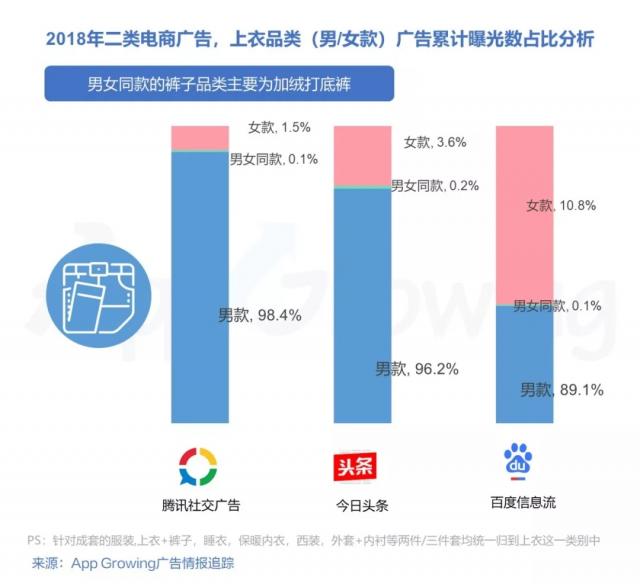 2018年二类电商广告，上衣品类（男/女款）广告累计曝光数占比分析
男女同款的裤子品类主要为加绒打底裤
女款, 1.5%
男女同款, 0.1%
男款, 98.4%
女款, 3.6%
男女同款, 0.2%
男款, 96.2%
女款, 10.8%
男女同款, 0.1%
男款, 89.1%
App Growing
头条
du
腾讯社交广告
今日头条
百度信息流
PS：针对成套的服装,上衣+裤子，睡衣，保暖内衣，西装，外套+内衬等两件/三件套均统一归到上衣这一类别中
来源：App Growing广告情报追踪